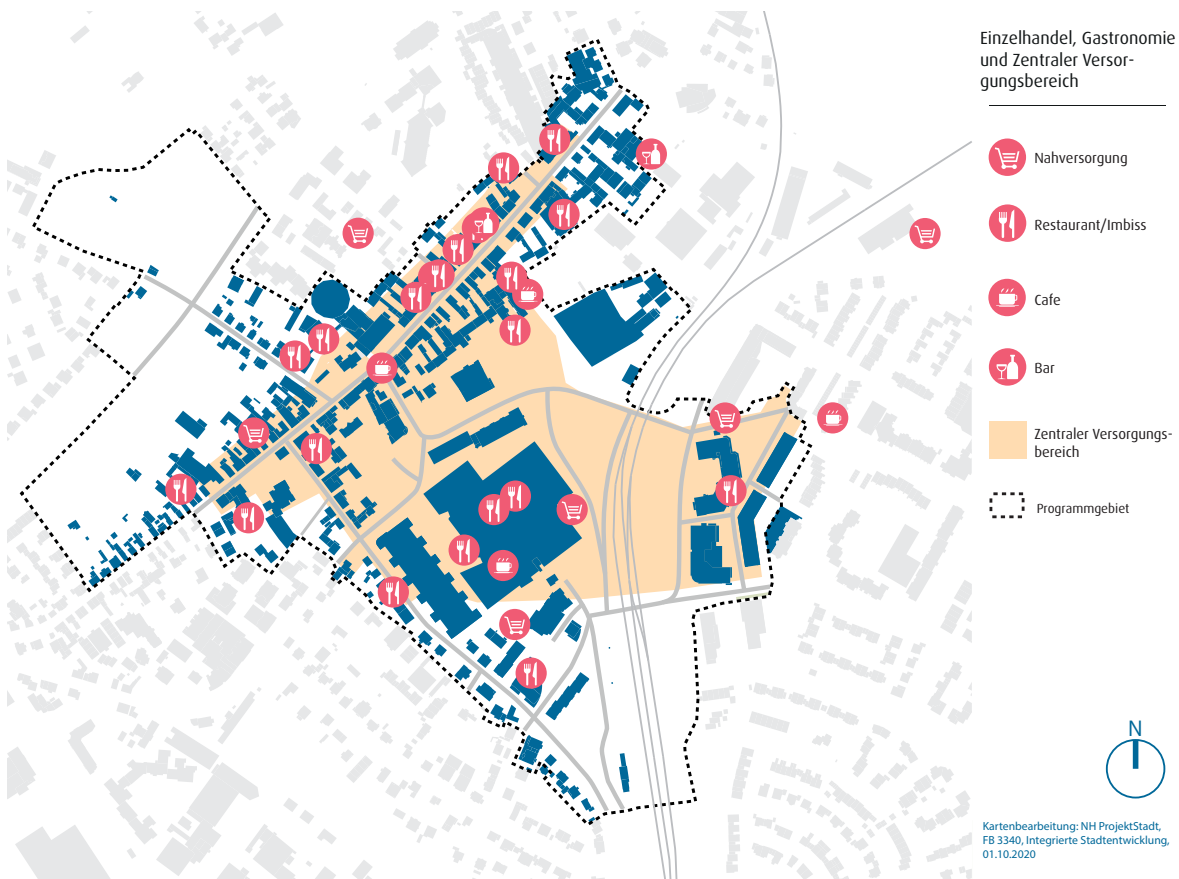 Einzelhandel, Gastronomie
und Zentraler Versor-
gungsbereich
Nahversorgung
Restaurant/Imbiss
Cafe
Bar
Zentraler Versorgungs-
bereich
Programmgebiet
N
Kartenbearbeitung: NH ProjektStadt,
FB 3340, Integrierte Stadtentwicklung,
01.10.2020